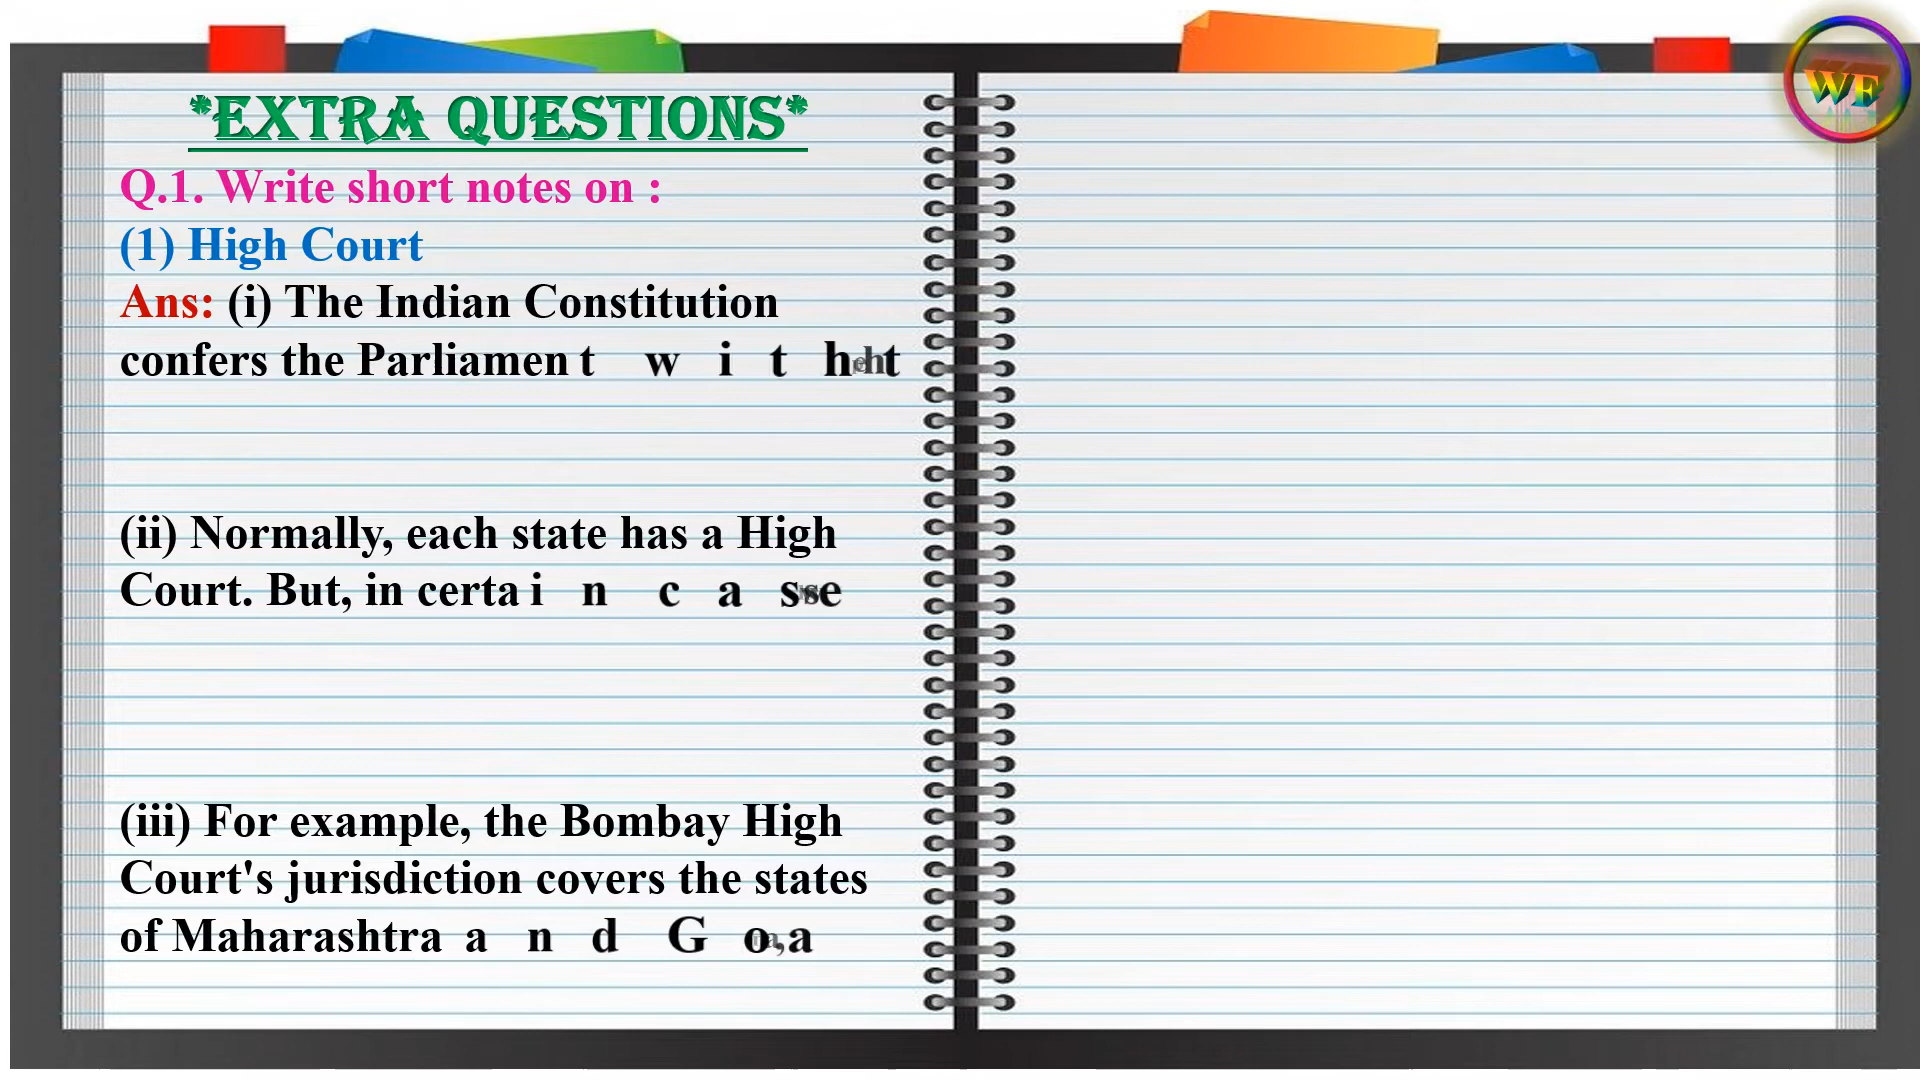 *EXTRA QUESTIONS*
Q.1. Write short notes on :
(1) High Court
Ans: (i) The Indian Constitution
confers the Parliament with
(ii) Normally, each state has a High
Court. But, in certain cas
(iii) For example, the Bombay High
Court's jurisdiction covers the states
of Maharashtra and Go
WE